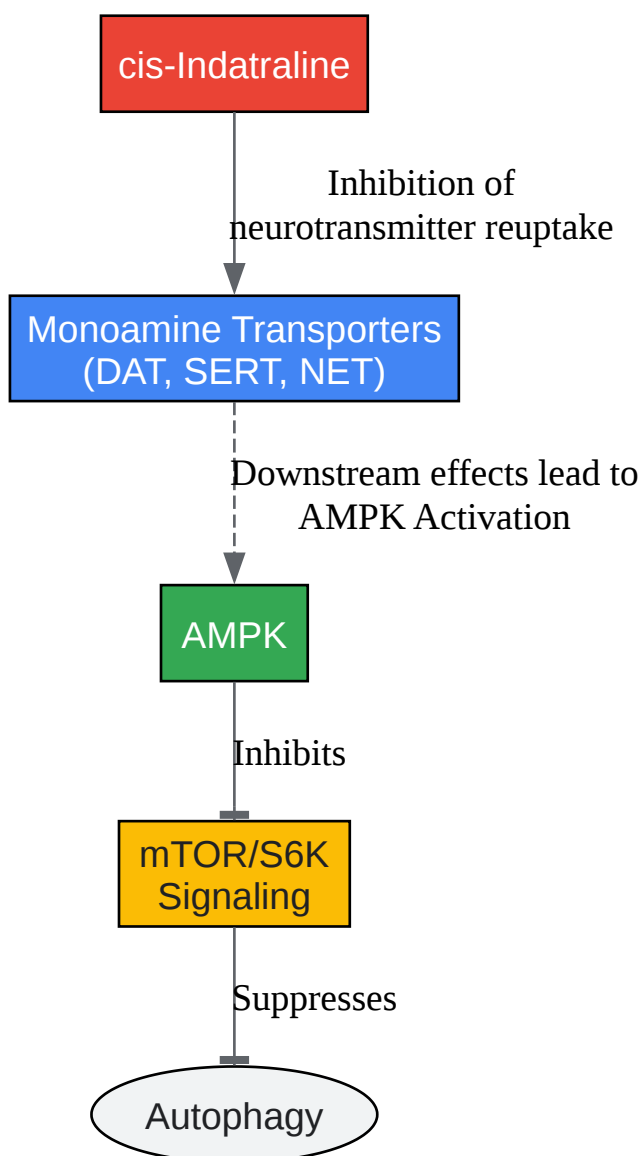 cis-Indatraline
Inhibition of
neurotransmitter reuptake
Monoamine Transporters
(DAT, SERT, NET)
Downstream effects lead to
AMPK Activation
AMPK
Inhibits
mTOR/S6K
Signaling
Suppresses
Autophagy